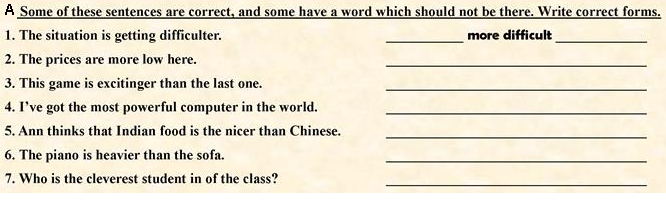 A Some of these sentences are correct, and some have a word which should not be there. Write correct forms.
1. The situation is getting difficulter. more difficult
2. The prices are more low here.
3. This game is excitinger than the last one.
4. I've got the most powerful computer in the world.
5. Ann thinks that Indian food is the nicer than Chinese.
6. The piano is heavier than the sofa.
7. Who is the cleverest student in of the class?